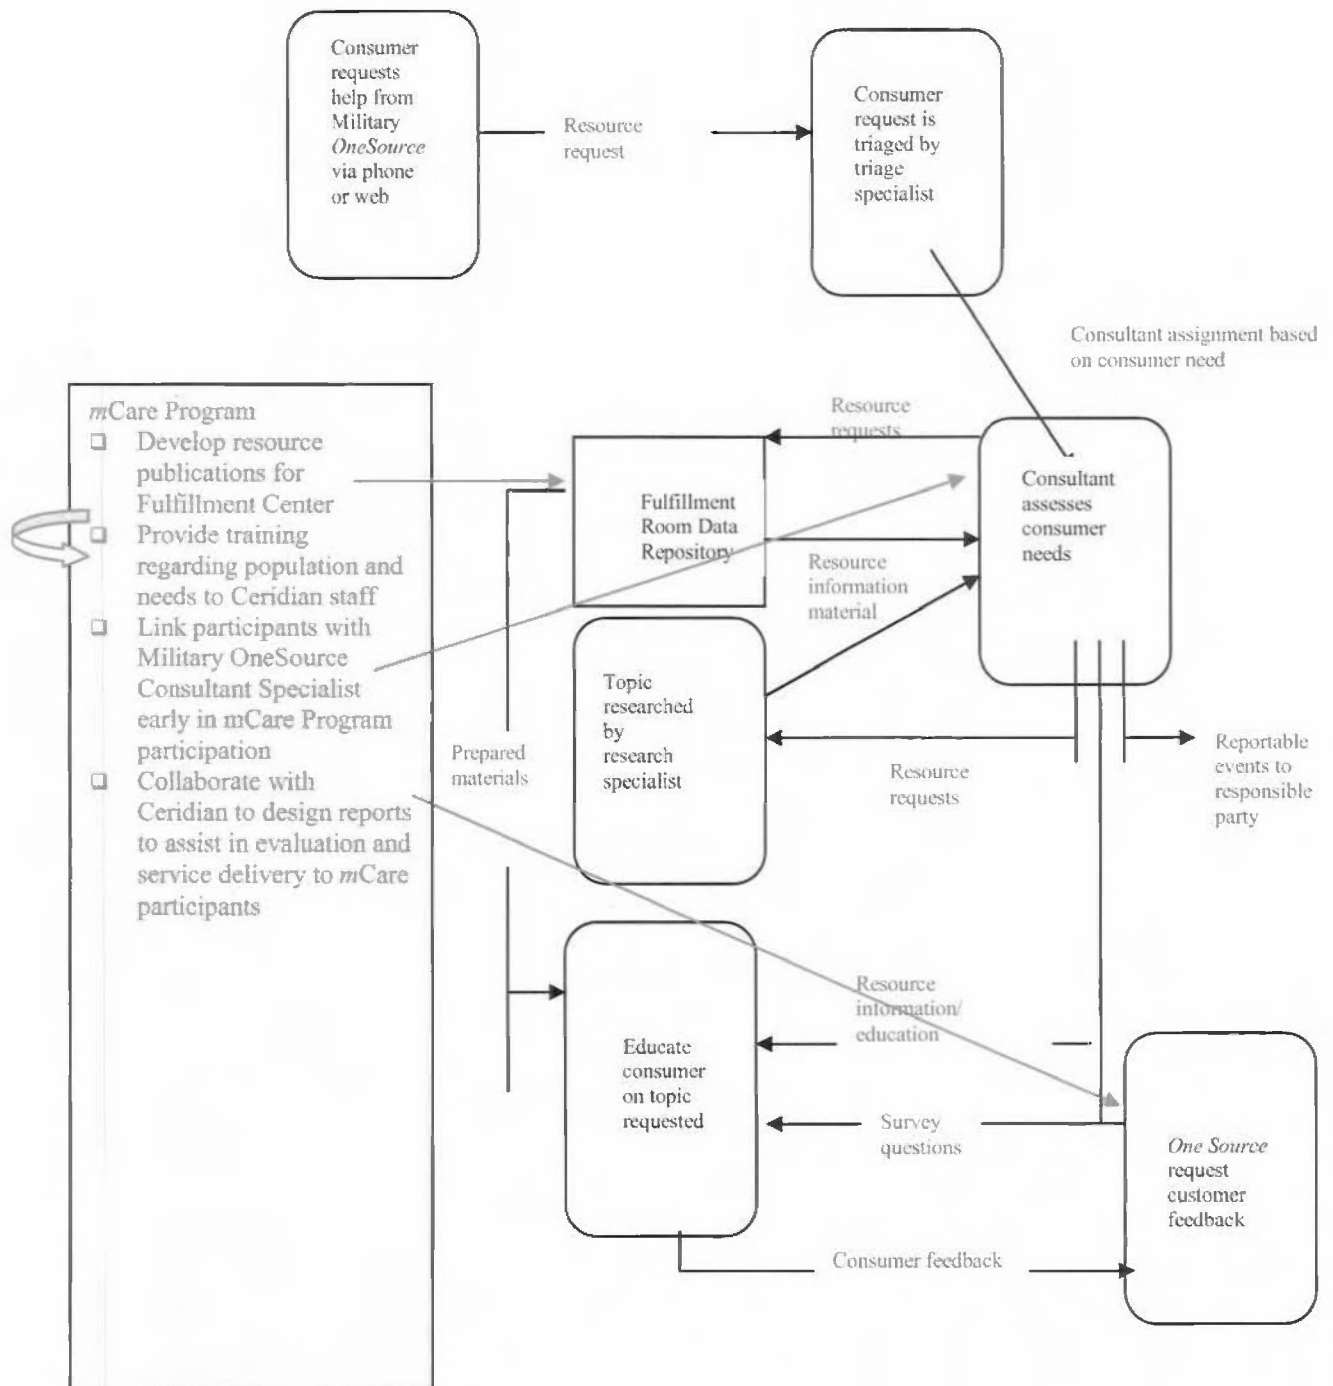 Consumer
requests
help from
Military
OneSource
via phone
or web
Resource
request
Consumer
request is
triaged by
triage
specialist
Consultant assignment based
on consumer need
mCare Program
Develop resource
publications for
Fulfillment Center
Provide training
regarding population and
needs to Ceridian staff
Link participants with
Military OneSource
Consultant Specialist
early in mCare Program
participation
Collaborate with
Ceridian to design reports
to assist in evaluation and
service delivery to mCare
participants
Resource
requests
Fulfillment
Room Data
Repository
Resource
information
material
Consultant
assesses
consumer
needs
Topic
researched
by
research
specialist
Prepared
materials
Resource
requests
Reportable
events to
responsible
party
Resource
information/
education
Educate
consumer
on topic
requested
Survey
questions
One Source
request
customer
feedback
Consumer feedback